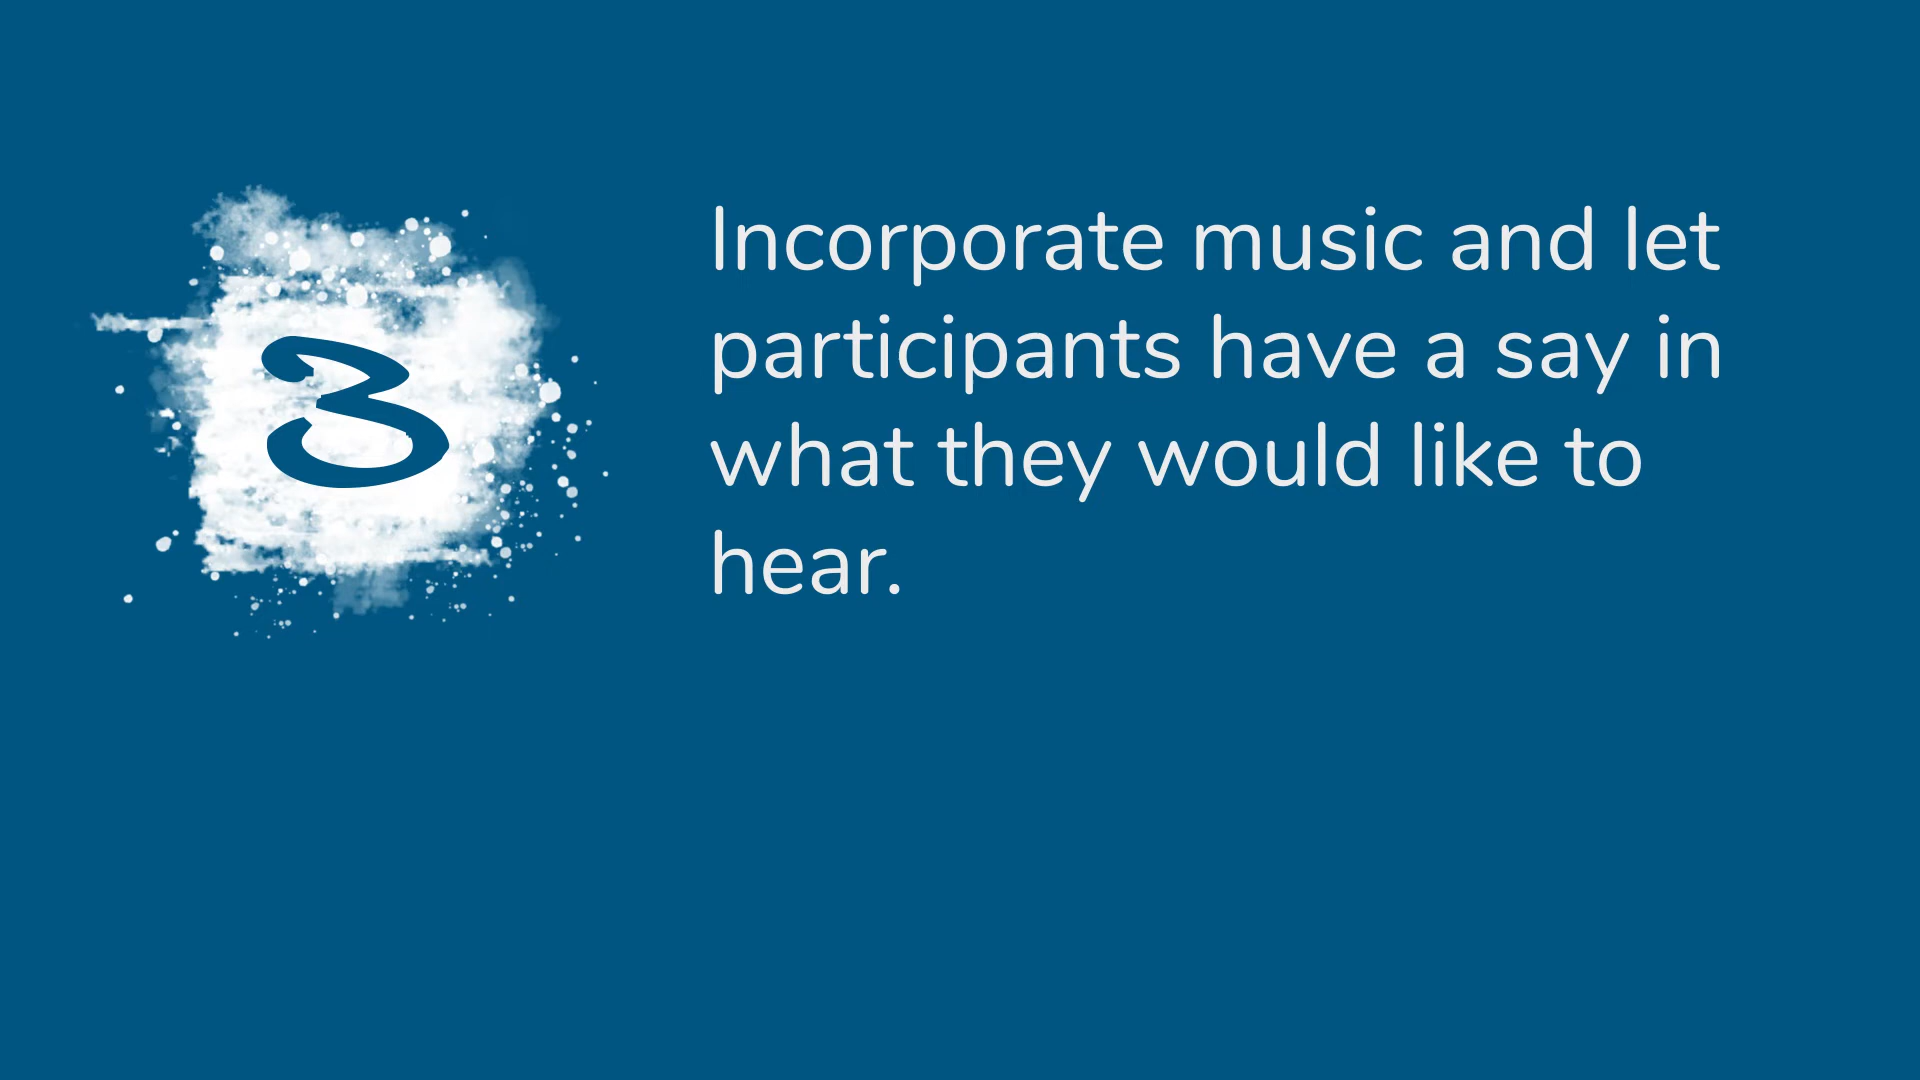 3
Incorporate music and let
participants have a say in
what they would like to
hear.